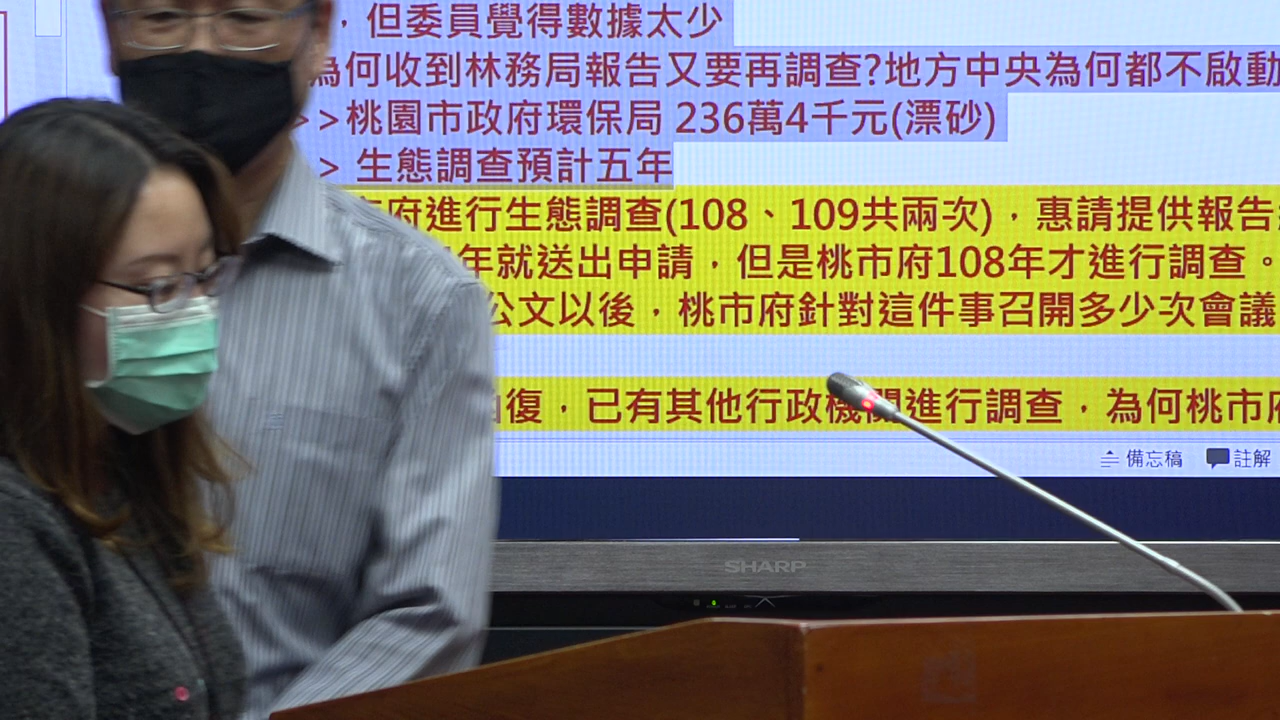 ，但委員覺得數據太少
為何收到林務局報告又要再調查?地方中央為何都不啟動
>>桃園市政府環保局 236萬4千元(漂砂)
> 生態調查預計五年
府進行生態調查(108、109共兩次)，惠請提供報告
年就送出申請，但是桃市府108年才進行調查。
公文以後，桃市府針對這件事召開多少次會議
復，已有其他行政機關進行調查，為何桃市府
備忘稿 註解
SHARP